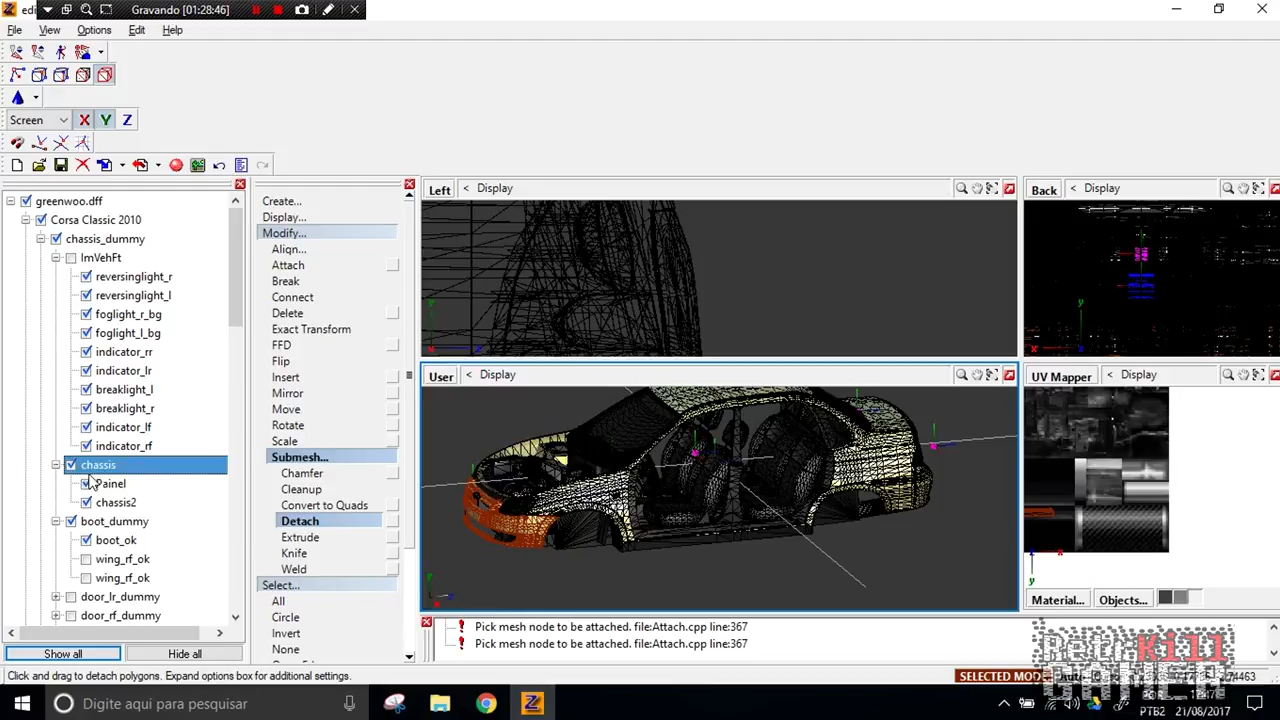 edi
Gravando [01:28:46]
File View Options Edit Help
Screen X Y Z
greenwoo.dff
Corsa Classic 2010
chassis_dummy
ImVehFt
reversinglight_r
reversinglight_l
foglight_r_bg
foglight_l_bg
indicator_rr
indicator_lr
breaklight_l
breaklight_r
indicator_lf
indicator_rf
chassis
Painel
chassis2
boot_dummy
boot_ok
wing_rf_ok
wing_rf_ok
door_lr_dummy
door_rf_dummy
Show all Hide all
Create...
Display...
Modify...
Align...
Attach
Break
Connect
Delete
Exact Transform
FFD
Flip
Insert
Mirror
Move
Rotate
Scale
Submesh...
Chamfer
Cleanup
Convert to Quads
Detach
Extrude
Knife
Weld
Select...
All
Circle
Invert
None
Left < Display
Back < Display
User < Display
UV Mapper < Display
Material... Objects...
Pick mesh node to be attached. file:Attach.cpp line:367
Pick mesh node to be attached. file:Attach.cpp line:367
Click and drag to detach polygons. Expand options box for additional settings.
SELECTED MOD
Auto
RetrKill
GAMER
Digite aqui para pesquisar
PTB2 21/08/2017